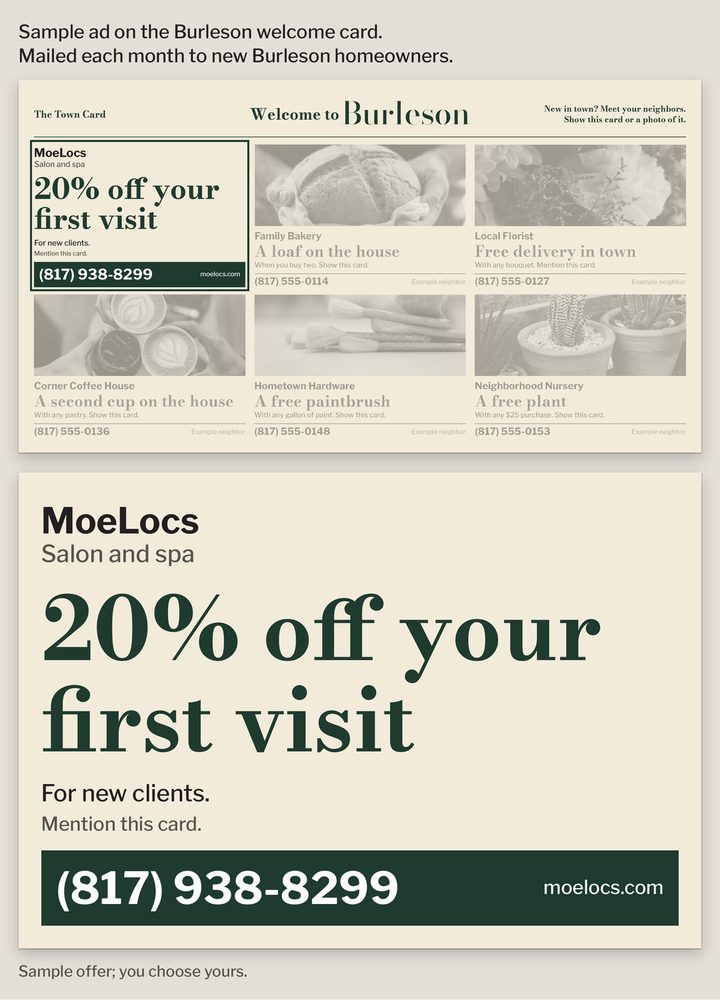 Sample ad on the Burleson welcome card.
Mailed each month to new Burleson homeowners.
The Town Card
Welcome to Burleson
New in town? Meet your neighbors.
Show this card or a photo of it.
MoeLocs
Salon and spa
20% off your
first visit
For new clients.
Mention this card.
(817) 938-8299
moelocs.com
Family Bakery
A loaf on the house
When you buy two. Show this card.
(817) 555-0114
Example neighbor
Local Florist
Free delivery in town
With any bouquet. Mention this card.
(817) 555-0127
Example neighbor
Corner Coffee House
A second cup on the house
With any pastry. Show this card.
(817) 555-0136
Example neighbor
Hometown Hardware
A free paintbrush
With any gallon of paint. Show this card.
(817) 555-0148
Example neighbor
Neighborhood Nursery
A free plant
With any $25 purchase. Show this card.
(817) 555-0153
Example neighbor
MoeLocs
Salon and spa
20% off your
first visit
For new clients.
Mention this card.
(817) 938-8299
moelocs.com
Sample offer; you choose yours.